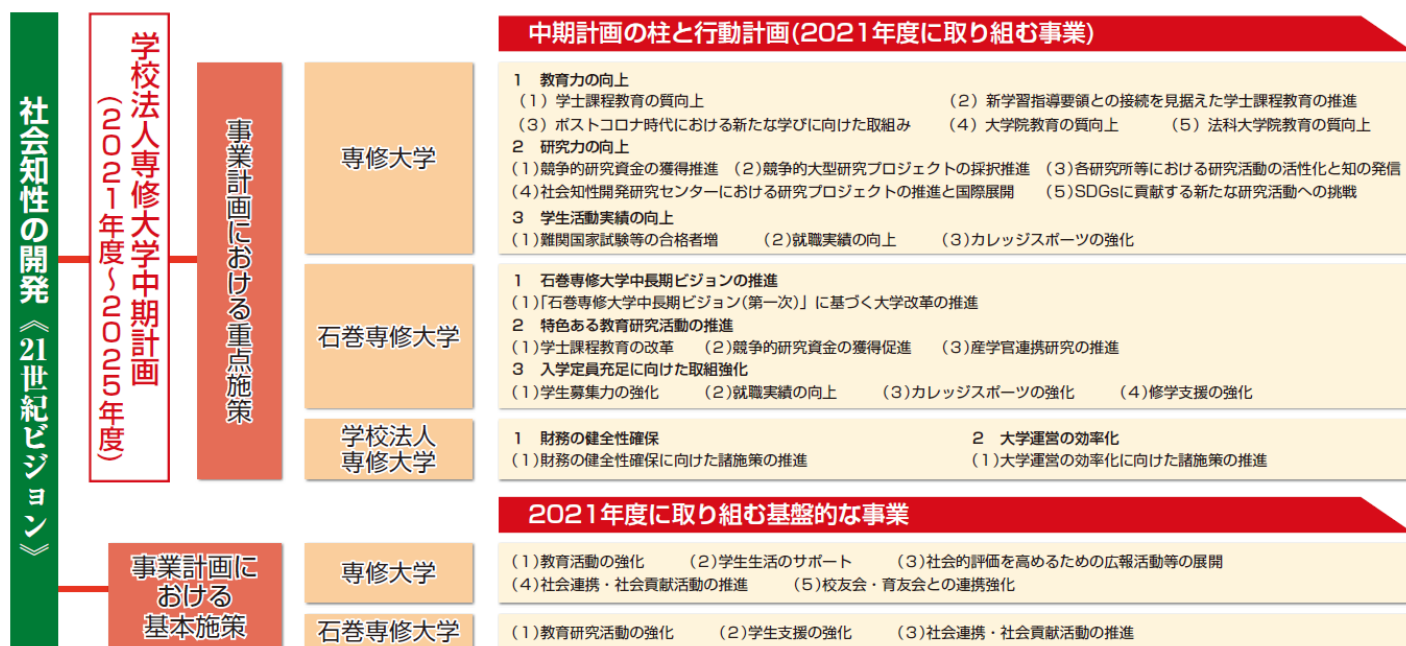 社会知性の開発《21世紀ビジョン》
学校法人専修大学中期計画
(2021年度〜2025年度)
事業計画における重点施策
中期計画の柱と行動計画(2021年度に取り組む事業)
専修大学
1 教育力の向上
(1) 学士課程教育の質向上 (2) 新学習指導要領との接続を見据えた学士課程教育の推進
(3) ポストコロナ時代における新たな学びに向けた取組み (4) 大学院教育の質向上 (5) 法科大学院教育の質向上
2 研究力の向上
(1)競争的研究資金の獲得推進 (2)競争的大型研究プロジェクトの採択推進 (3)各研究所等における研究活動の活性化と知の発信
(4)社会知性開発研究センターにおける研究プロジェクトの推進と国際展開 (5)SDGsに貢献する新たな研究活動への挑戦
3 学生活動実績の向上
(1)難関国家試験等の合格者増 (2)就職実績の向上 (3)カレッジスポーツの強化
石巻専修大学
1 石巻専修大学中長期ビジョンの推進
(1)「石巻専修大学中長期ビジョン(第一次)」に基づく大学改革の推進
2 特色ある教育研究活動の推進
(1)学士課程教育の改革 (2)競争的研究資金の獲得促進 (3)産学官連携研究の推進
3 入学定員充足に向けた取組強化
(1)学生募集力の強化 (2)就職実績の向上 (3)カレッジスポーツの強化 (4)修学支援の強化
学校法人
専修大学
1 財務の健全性確保 2 大学運営の効率化
(1)財務の健全性確保に向けた諸施策の推進 (1)大学運営の効率化に向けた諸施策の推進
2021年度に取り組む基盤的な事業
事業計画に
おける
基本施策
専修大学
(1)教育活動の強化 (2)学生生活のサポート (3)社会的評価を高めるための広報活動等の展開
(4)社会連携・社会貢献活動の推進 (5)校友会・育友会との連携強化
石巻専修大学
(1)教育研究活動の強化 (2)学生支援の強化 (3)社会連携・社会貢献活動の推進